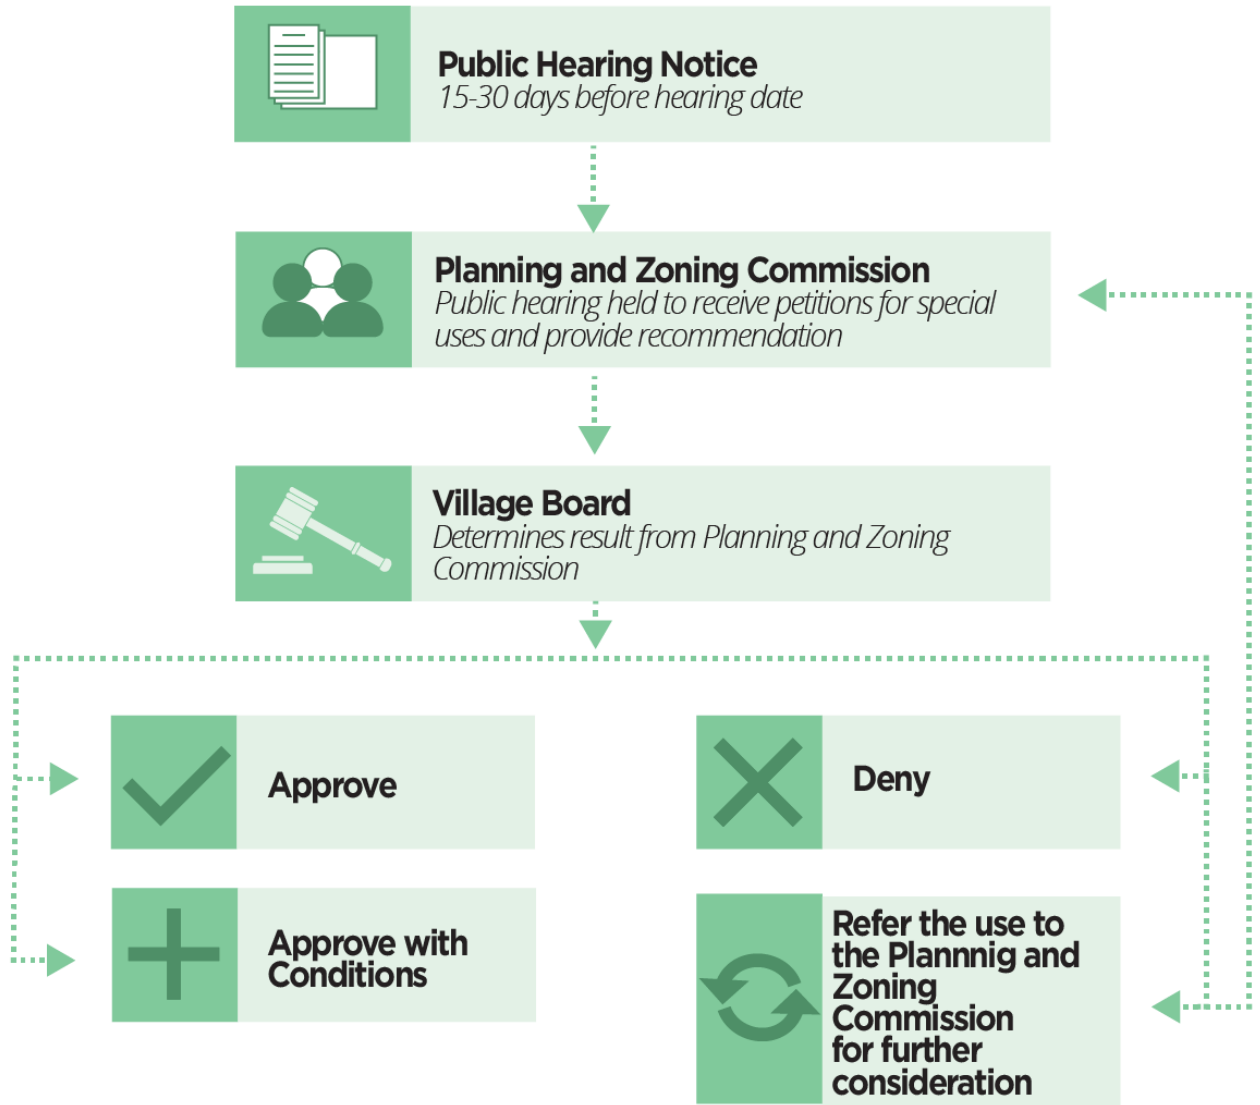 Public Hearing Notice
15-30 days before hearing date
Planning and Zoning Commission
Public hearing held to receive petitions for special
uses and provide recommendation
Village Board
Determines result from Planning and Zoning
Commission
Approve
Deny
Approve with
Conditions
Refer the use to
the Plannnig and
Zoning
Commission
for further
consideration